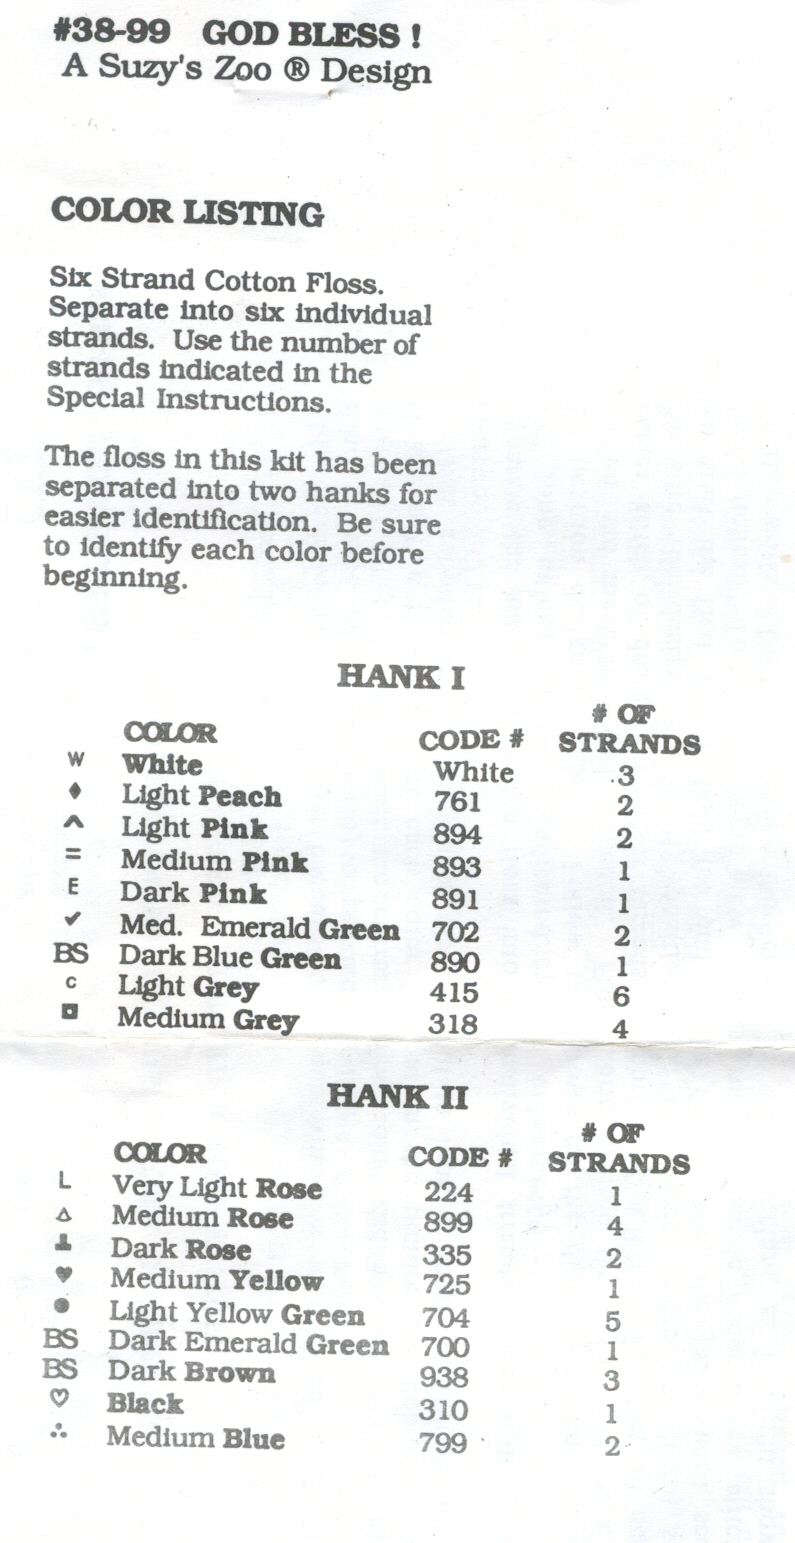 #38-99 GOD BLESS !
A Suzy's Zoo ® Design
COLOR LISTING
Six Strand Cotton Floss.
Separate into six individual
strands. Use the number of
strands indicated in the
Special Instructions.
The floss in this kit has been
separated into two hanks for
easier identification. Be sure
to identify each color before
beginning.
HANK I
COLOR CODE # # OF STRANDS
W White White 3
♦ Light Peach 761 2
^ Light Pink 894 2
= Medium Pink 893 1
E Dark Pink 891 1
✔ Med. Emerald Green 702 2
BS Dark Blue Green 890 1
c Light Grey 415 6
◘ Medium Grey 318 4
HANK II
COLOR CODE # # OF STRANDS
L Very Light Rose 224 1
△ Medium Rose 899 4
┻ Dark Rose 335 2
♥ Medium Yellow 725 1
● Light Yellow Green 704 5
BS Dark Emerald Green 700 1
BS Dark Brown 938 3
♡ Black 310 1
∴ Medium Blue 799 2